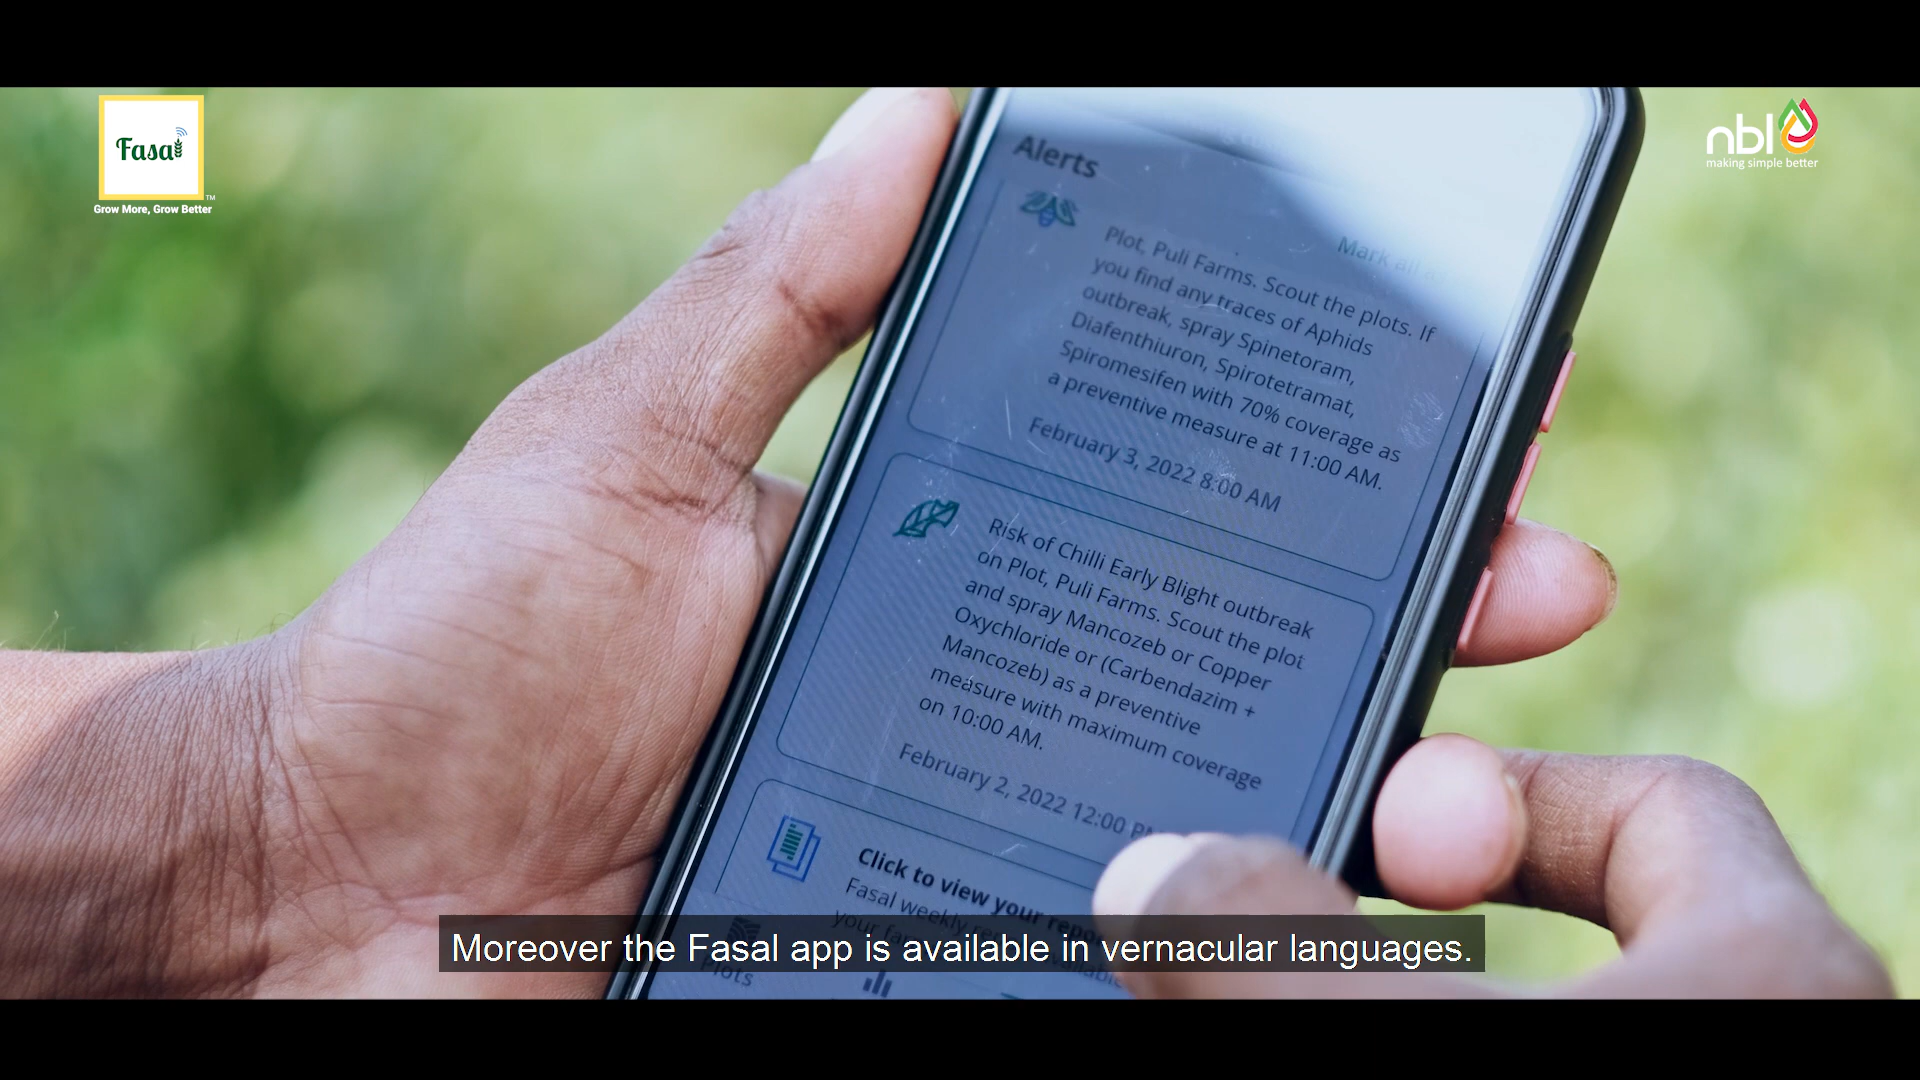 Fasal
TM
Grow More, Grow Better
nbl
making simple better
Alerts
Mark all
Plot, Puli Farms. Scout the plots. If
you find any traces of Aphids
outbreak, spray Spinetoram,
Diafenthiuron, Spirotetramat,
Spiromesifen with 70% coverage as
a preventive measure at 11:00 AM.
February 3, 2022 8:00 AM
Risk of Chilli Early Blight outbreak
on Plot, Puli Farms. Scout the plot
and spray Mancozeb or Copper
Oxychloride or (Carbendazim +
Mancozeb) as a preventive
measure with maximum coverage
on 10:00 AM.
February 2, 2022 12:00 PM
Click to view your
Fasal weekly
your
Plots
Moreover the Fasal app is available in vernacular languages.